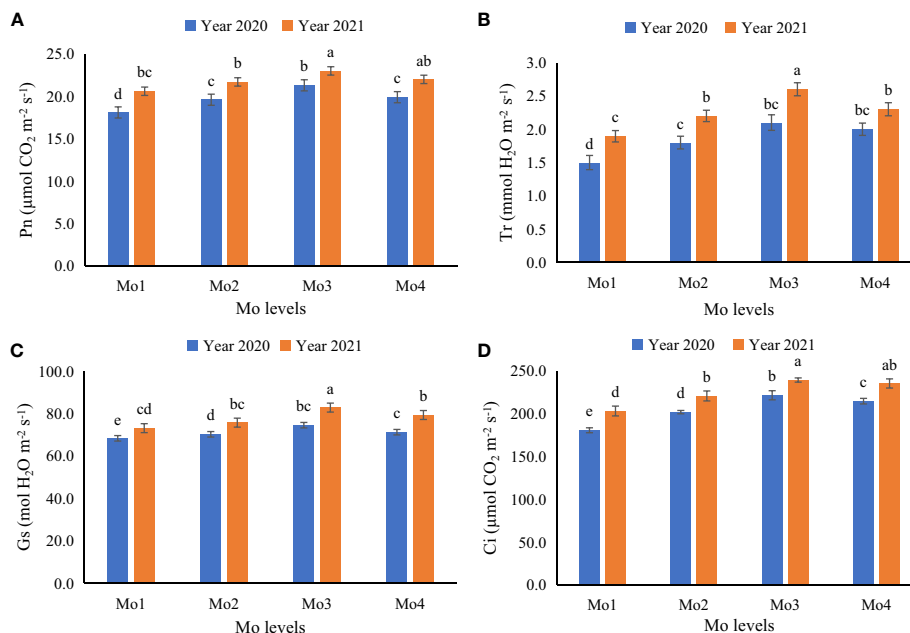 A
Year 2020 Year 2021
25.0
20.0
15.0
10.0
5.0
0.0
Pn (µmol CO₂ m⁻² s⁻¹)
d bc c b b a c ab
Mo1 Mo2 Mo3 Mo4
Mo levels
B
Year 2020 Year 2021
3.0
2.5
2.0
1.5
1.0
0.5
0.0
Tr (mmol H₂O m⁻² s⁻¹)
d c c b bc a bc b
Mo1 Mo2 Mo3 Mo4
Mo levels
C
Year 2020 Year 2021
100.0
80.0
60.0
40.0
20.0
0.0
Gs (mol H₂O m⁻² s⁻¹)
e cd d bc bc a c b
Mo1 Mo2 Mo3 Mo4
Mo levels
D
Year 2020 Year 2021
250.0
200.0
150.0
100.0
50.0
0.0
Ci (µmol CO₂ m⁻² s⁻¹)
e d d b b a c ab
Mo1 Mo2 Mo3 Mo4
Mo levels